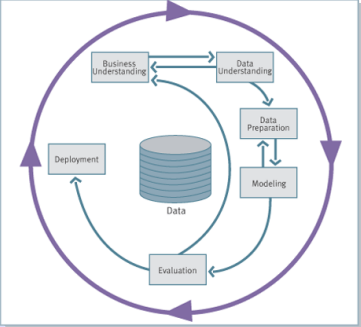 Business
Understanding
Data
Understanding
Data
Preparation
Deployment
Modeling
Data
Evaluation